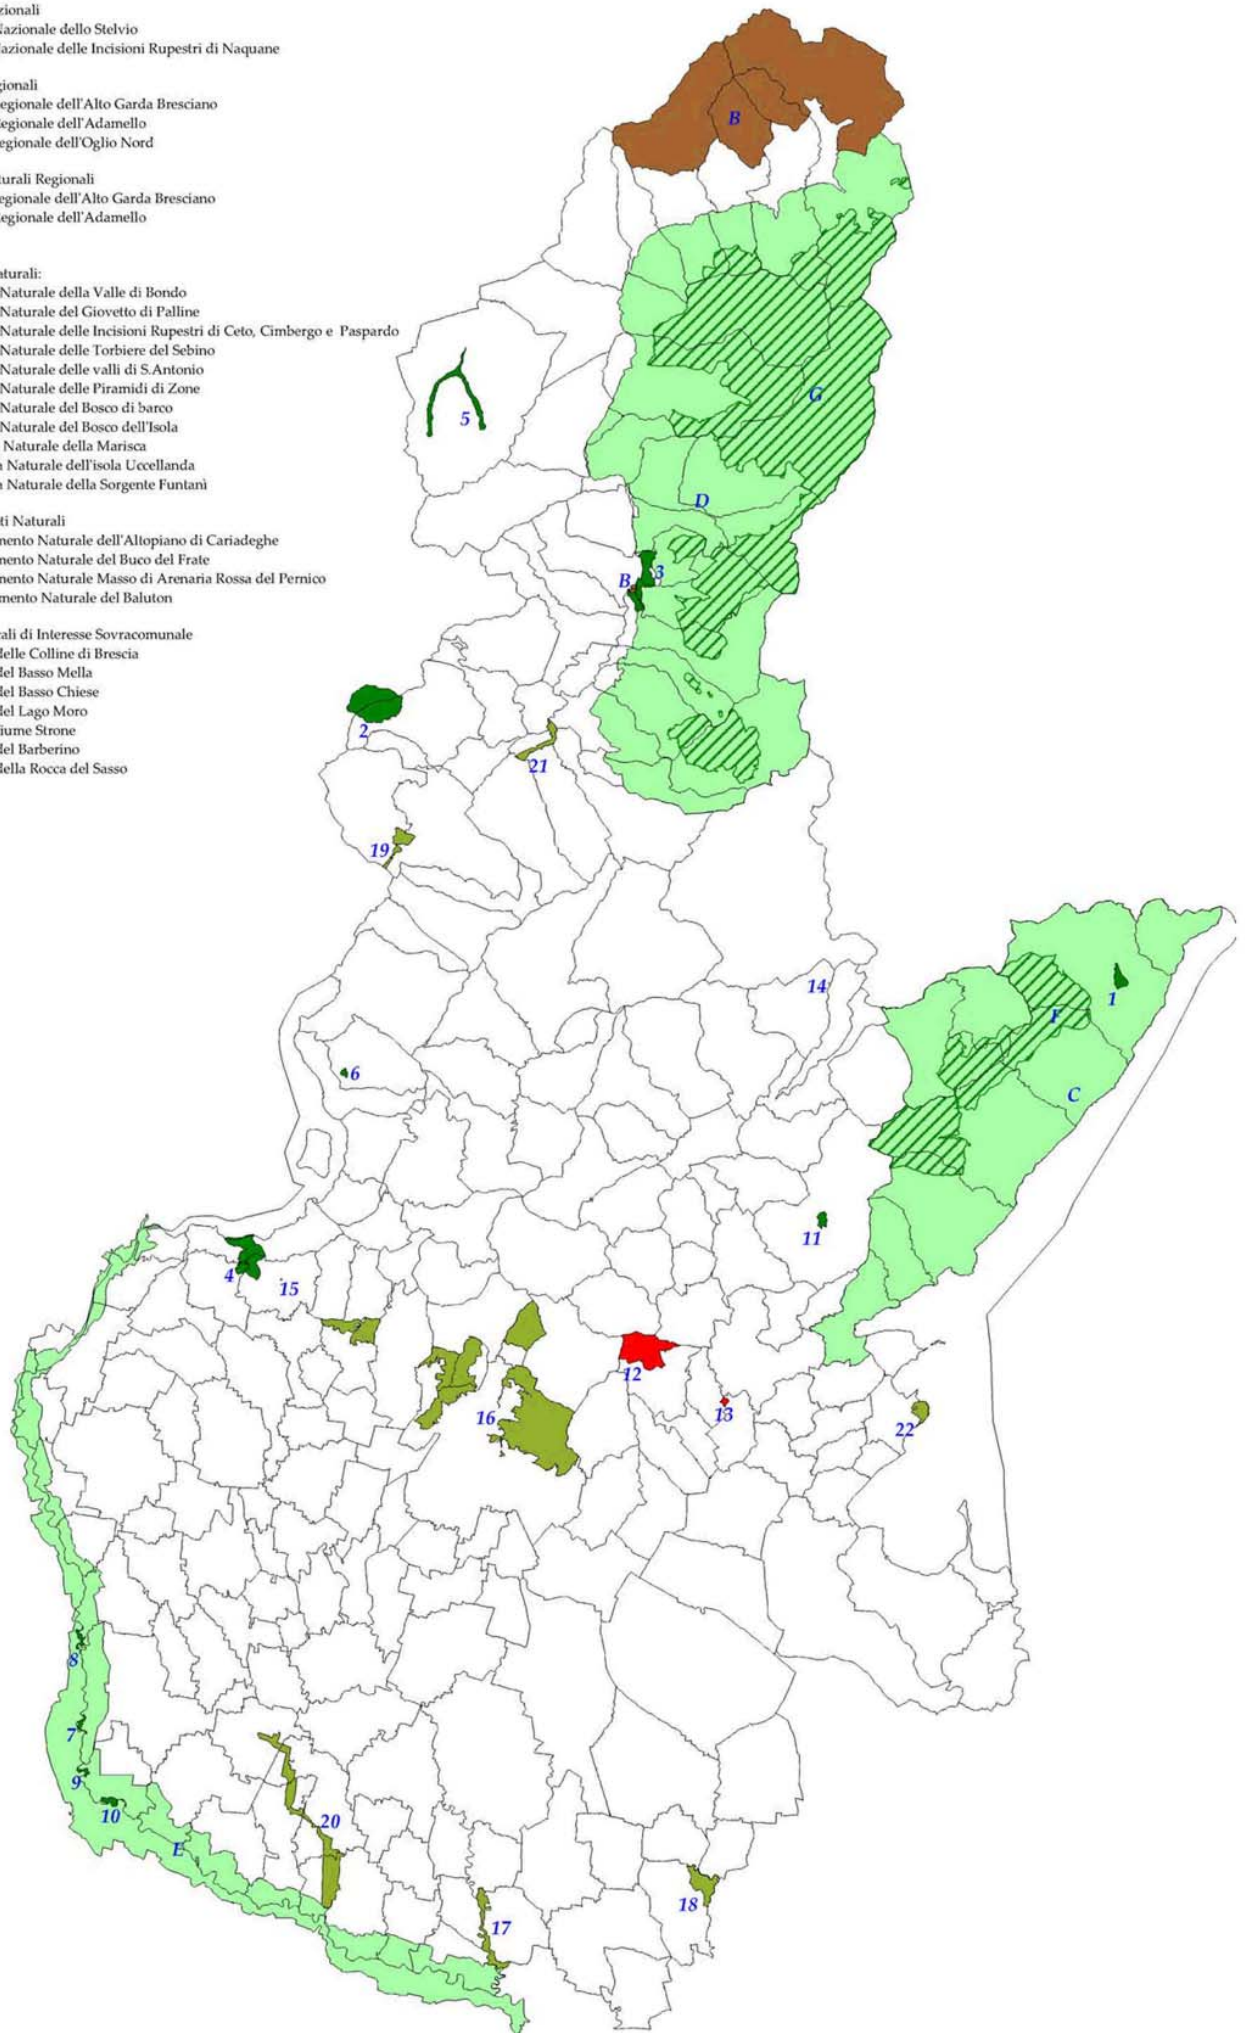 zionali
Nazionale dello Stelvio
Nazionale delle Incisioni Rupestri di Naquane
gionali
egionale dell'Alto Garda Bresciano
Regionale dell'Adamello
egionale dell'Oglio Nord
turali Regionali
Regionale dell'Alto Garda Bresciano
Regionale dell'Adamello
aturali:
Naturale della Valle di Bondo
Naturale del Giovetto di Palline
Naturale delle Incisioni Rupestri di Ceto, Cimbergo e Paspardo
Naturale delle Torbiere del Sebino
Naturale delle valli di S.Antonio
Naturale delle Piramidi di Zone
Naturale del Bosco di barco
Naturale del Bosco dell'Isola
Naturale della Marisca
a Naturale dell'isola Uccellanda
a Naturale della Sorgente Funtanì
ti Naturali
mento Naturale dell'Altopiano di Cariadeghe
mento Naturale del Buco del Frate
mento Naturale Masso di Arenaria Rossa del Pernico
mento Naturale del Baluton
cali di Interesse Sovracomunale
delle Colline di Brescia
del Basso Mella
del Basso Chiese
del Lago Moro
iume Strone
del Barberino
della Rocca del Sasso
B
G
5
D
B
3
2
21
19
14
1
F
6
C
11
4
15
12
16
13
22
8
7
9
10
20
E
18
17